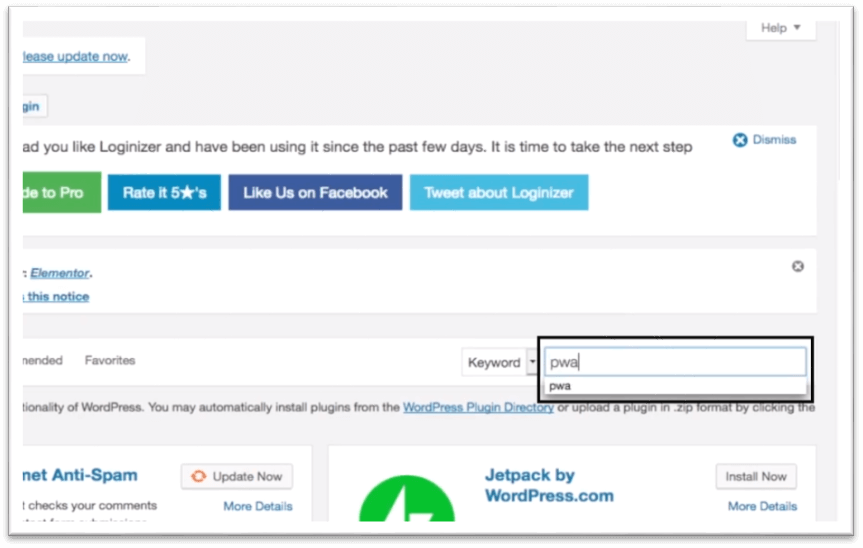 Help
lease update now.
gin
ad you like Loginizer and have been using it since the past few days. It is time to take the next step
Dismiss
de to Pro
Rate it 5★'s
Like Us on Facebook
Tweet about Loginizer
: Elementor.
this notice
mended
Favorites
Keyword
pwa
pwa
tionality of WordPress. You may automatically install plugins from the WordPress Plugin Directory or upload a plugin in .zip format by clicking the
net Anti-Spam
Update Now
Jetpack by
WordPress.com
Install Now
t checks your comments
More Details
More Details